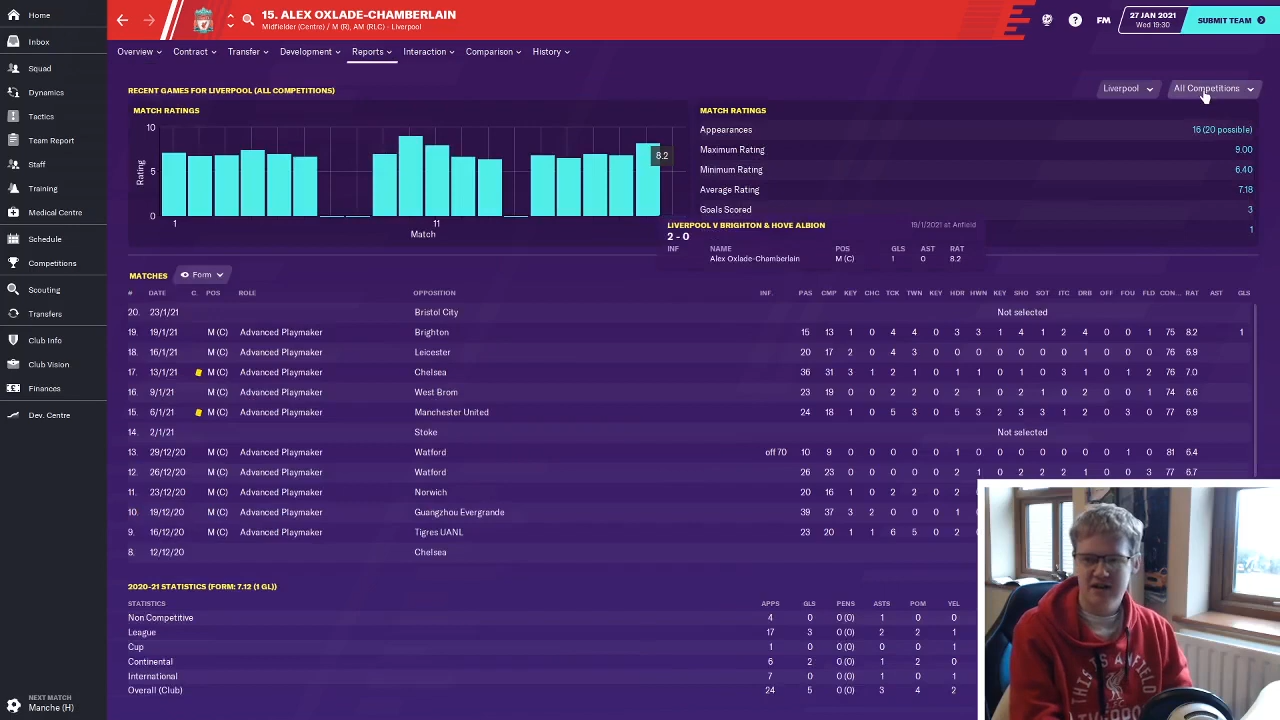 15. ALEX OXLADE-CHAMBERLAIN
Midfielder (Centre) / M (R), AM (RLC) - Liverpool
FM
27 JAN 2021
Wed 19:30
SUBMIT TEAM
Overview Contract Transfer Development Reports Interaction Comparison History
Inbox
Squad
Dynamics
Tactics
Team Report
Staff
Training
Medical Centre
Schedule
Competitions
Scouting
Transfers
Club Info
Club Vision
Finances
Dev. Centre
NEXT MATCH
Manche (H)
RECENT GAMES FOR LIVERPOOL (ALL COMPETITIONS)
Liverpool All Competitions
MATCH RATINGS
10
5
0
Rating
1 11
Match
8.2
MATCH RATINGS
Appearances 16 (20 possible)
Maximum Rating 9.00
Minimum Rating 6.40
Average Rating 7.18
Goals Scored 3
1
LIVERPOOL V BRIGHTON & HOVE ALBION 19/1/2021 at Anfield
2 - 0
INF NAME POS GLS AST RAT
Alex Oxlade-Chamberlain M (C) 1 0 8.2
MATCHES Form
# DATE C. POS ROLE OPPOSITION INF. PAS CMP KEY CHC TCK TWN KEY HDR HWN KEY SHO SOT ITC DRB OFF FOU FLD CON... RAT AST GLS
20. 23/1/21 Bristol City Not selected
19. 19/1/21 M (C) Advanced Playmaker Brighton 15 13 1 0 4 4 0 3 3 1 4 1 2 4 0 0 1 75 8.2 1
18. 16/1/21 M (C) Advanced Playmaker Leicester 20 17 2 0 4 3 0 0 0 0 0 0 0 1 0 0 0 76 6.9
17. 13/1/21 M (C) Advanced Playmaker Chelsea 36 31 3 1 2 1 0 1 1 0 1 0 3 1 0 1 2 76 7.0
16. 9/1/21 M (C) Advanced Playmaker West Brom 23 19 0 0 2 2 0 2 1 0 2 1 0 2 0 0 0 74 6.6
15. 6/1/21 M (C) Advanced Playmaker Manchester United 24 18 1 0 5 3 0 5 3 2 3 3 1 2 0 3 0 77 6.9
14. 2/1/21 Stoke Not selected
13. 29/12/20 M (C) Advanced Playmaker Watford off 70 10 9 0 0 0 0 0 1 0 0 0 0 0 0 0 1 0 81 6.4
12. 26/12/20 M (C) Advanced Playmaker Watford 26 23 0 0 0 0 0 2 1 0 2 2 2 1 0 0 3 77 6.7
11. 23/12/20 M (C) Advanced Playmaker Norwich 20 16 1 0 2 2 0 2
10. 19/12/20 M (C) Advanced Playmaker Guangzhou Evergrande 39 37 3 2 0 0 0 1
9. 16/12/20 M (C) Advanced Playmaker Tigres UANL 23 20 1 1 6 5 0 2
8. 12/12/20 Chelsea
2020-21 STATISTICS (FORM: 7.12 (1 GL))
STATISTICS APPS GLS PENS ASTS POM YEL
Non Competitive 4 0 0 (0) 1 0 0
League 17 3 0 (0) 2 2 1
Cup 1 0 0 (0) 0 0 1
Continental 6 2 0 (0) 1 2 0
International 7 0 0 (0) 1 0 1
Overall (Club) 24 5 0 (0) 3 4 2
THIS IS ANFIELD